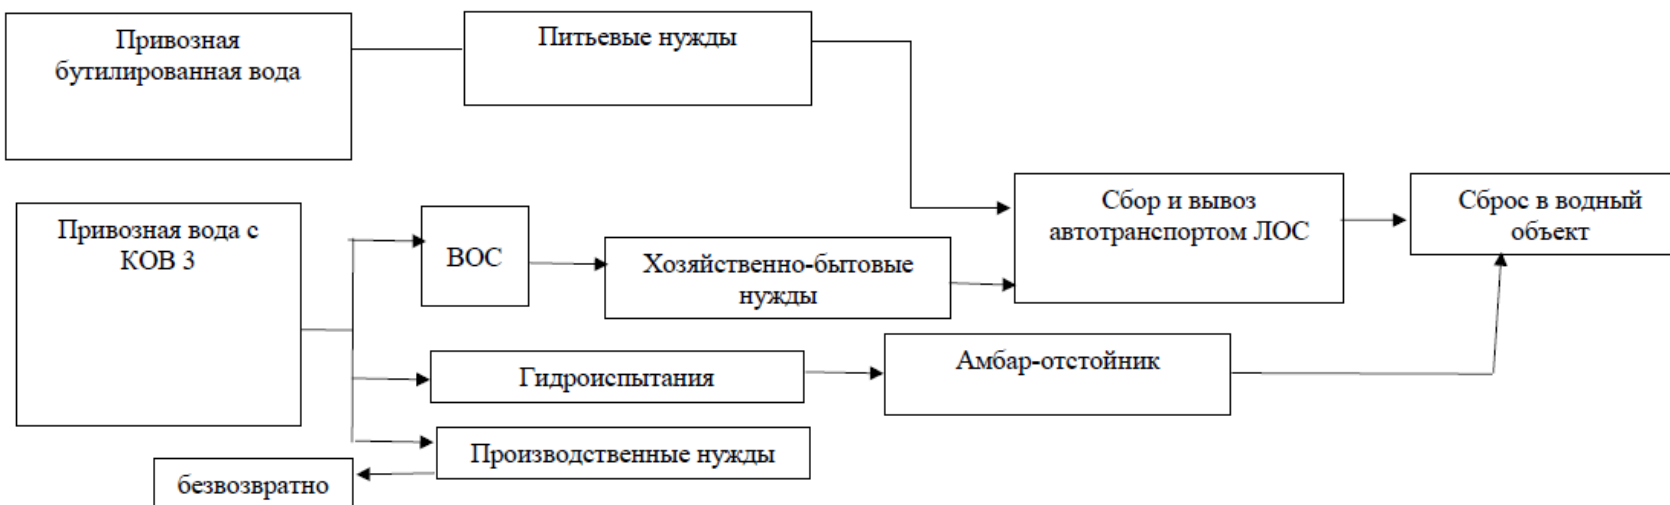 Привозная
бутилированная вода
Питьевые нужды
Привозная вода с
КОВ 3
ВОС
Хозяйственно-бытовые
нужды
Сбор и вывоз
автотранспортом ЛОС
Сброс в водный
объект
Гидроиспытания
Амбар-отстойник
Производственные нужды
безвозвратно